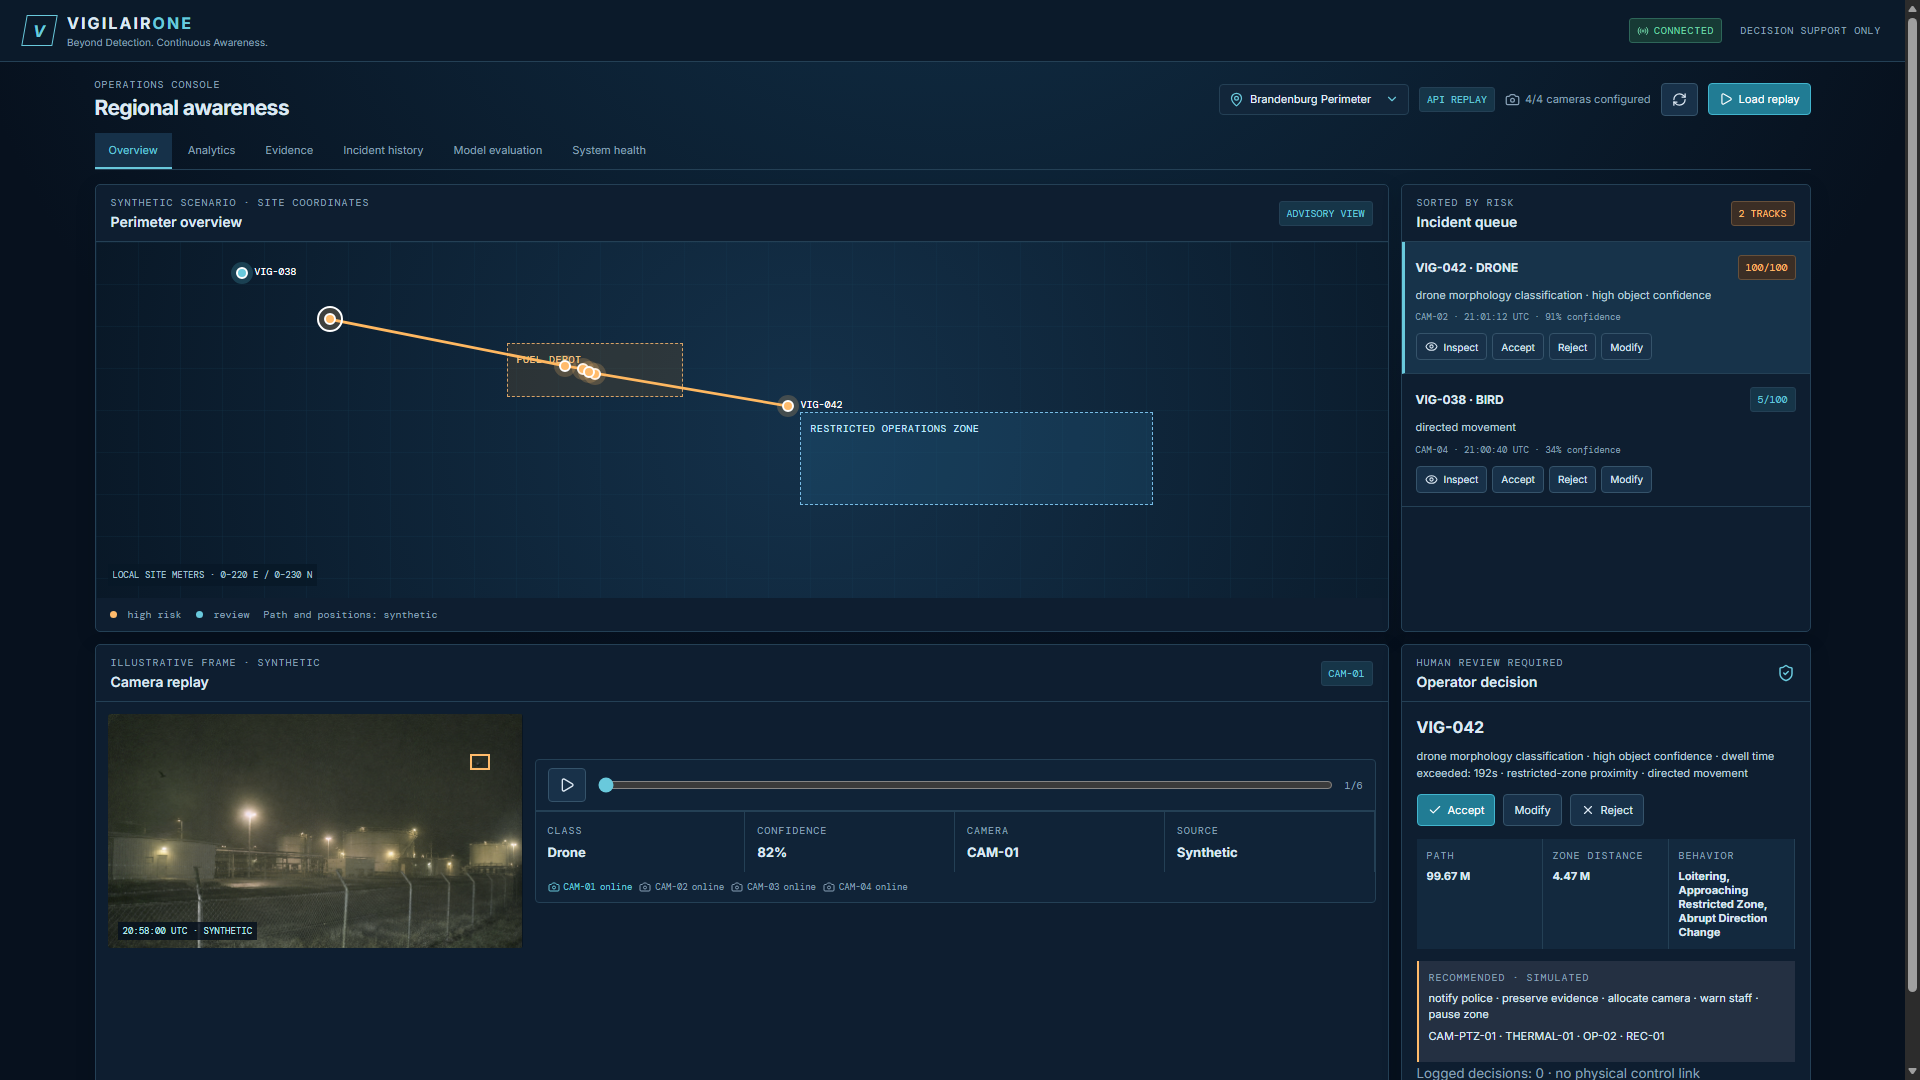 V
VIGILAIRONE
Beyond Detection. Continuous Awareness.
CONNECTED
DECISION SUPPORT ONLY
OPERATIONS CONSOLE
Regional awareness
Brandenburg Perimeter
API REPLAY
4/4 cameras configured
Load replay
Overview
Analytics
Evidence
Incident history
Model evaluation
System health
SYNTHETIC SCENARIO · SITE COORDINATES
Perimeter overview
ADVISORY VIEW
VIG-038
FUEL DEPOT
VIG-042
RESTRICTED OPERATIONS ZONE
LOCAL SITE METERS · 0-220 E / 0-230 N
high risk
review
Path and positions: synthetic
SORTED BY RISK
Incident queue
2 TRACKS
VIG-042 · DRONE
100/100
drone morphology classification · high object confidence
CAM-02 · 21:01:12 UTC · 91% confidence
Inspect
Accept
Reject
Modify
VIG-038 · BIRD
5/100
directed movement
CAM-04 · 21:00:40 UTC · 34% confidence
Inspect
Accept
Reject
Modify
ILLUSTRATIVE FRAME · SYNTHETIC
Camera replay
CAM-01
20:58:00 UTC · SYNTHETIC
1/6
CLASS
Drone
CONFIDENCE
82%
CAMERA
CAM-01
SOURCE
Synthetic
CAM-01 online
CAM-02 online
CAM-03 online
CAM-04 online
HUMAN REVIEW REQUIRED
Operator decision
VIG-042
drone morphology classification · high object confidence · dwell time
exceeded: 192s · restricted-zone proximity · directed movement
Accept
Modify
Reject
PATH
99.67 M
ZONE DISTANCE
4.47 M
BEHAVIOR
Loitering,
Approaching
Restricted Zone,
Abrupt Direction
Change
RECOMMENDED · SIMULATED
notify police · preserve evidence · allocate camera · warn staff ·
pause zone
CAM-PTZ-01 · THERMAL-01 · OP-02 · REC-01
Logged decisions: 0 · no physical control link